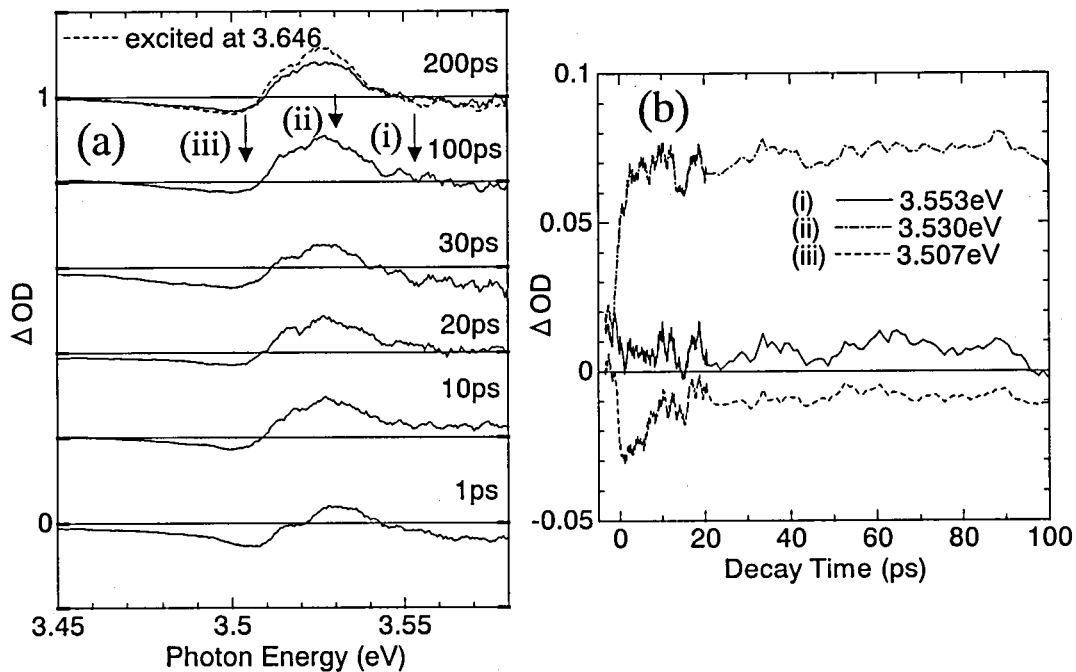 excited at 3.646
200ps
1
(a)
(iii)
(ii)
(i)
100ps
30ps
20ps
10ps
1ps
0
Δ OD
3.45
3.5
3.55
Photon Energy (eV)
0.1
(b)
(i) 3.553eV
(ii) 3.530eV
(iii) 3.507eV
0.05
0
-0.05
Δ OD
0 20 40 60 80 100
Decay Time (ps)